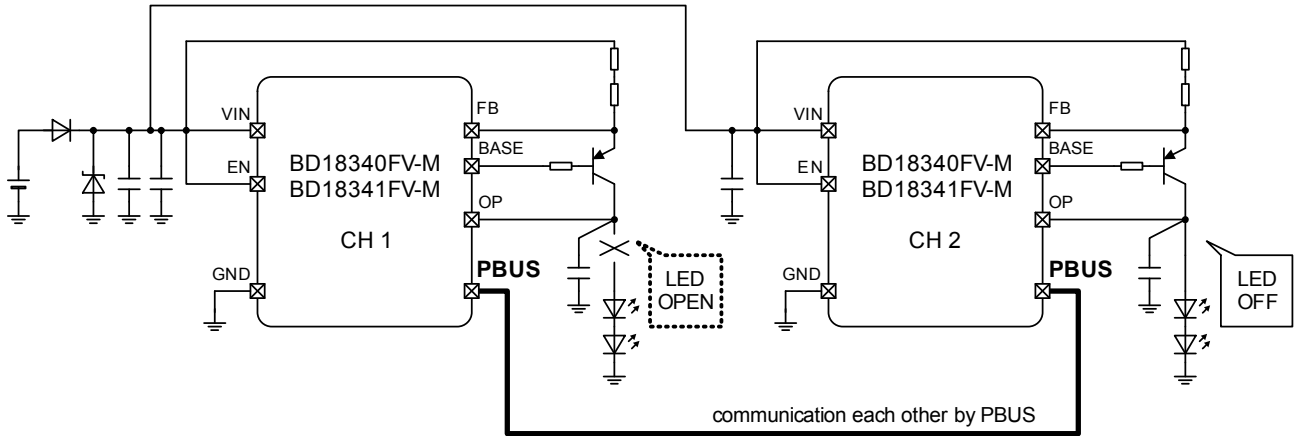 VIN
EN
GND
BD18340FV-M
BD18341FV-M
CH 1
FB
BASE
OP
PBUS
LED
OPEN
VIN
EN
GND
BD18340FV-M
BD18341FV-M
CH 2
FB
BASE
OP
PBUS
LED
OFF
communication each other by PBUS